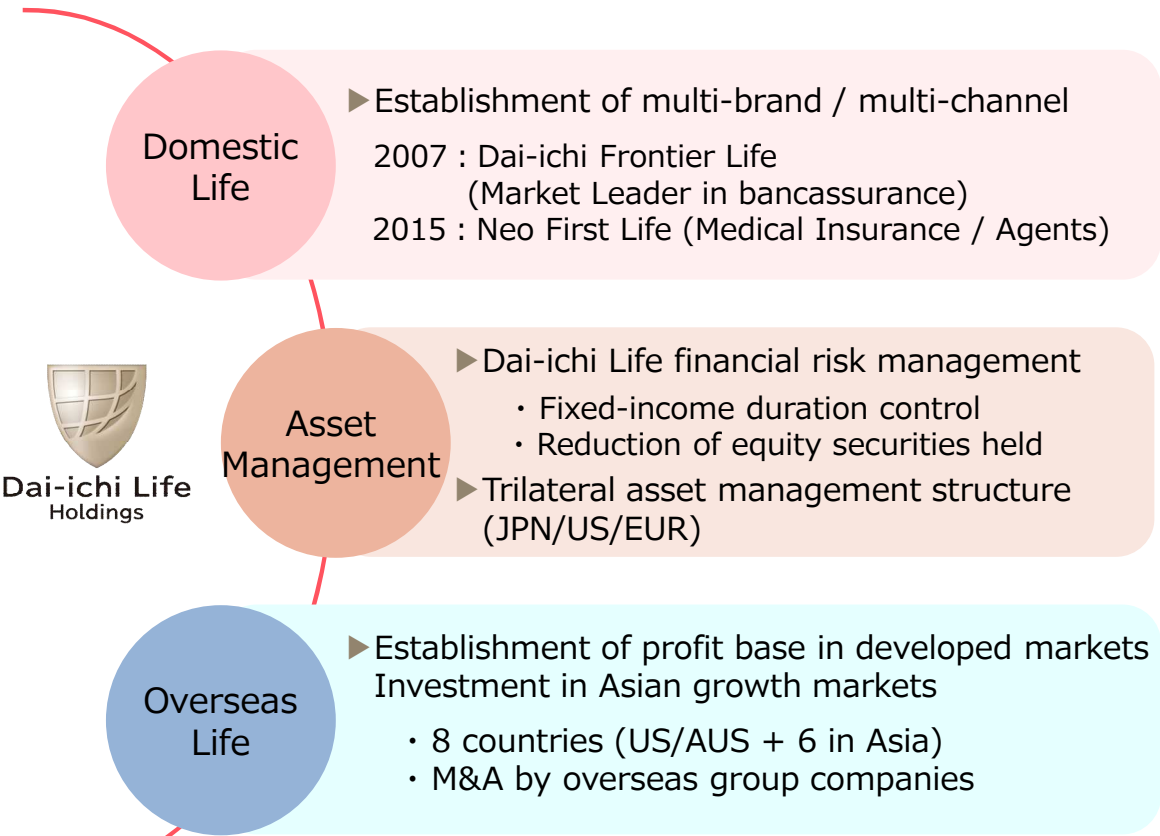 Domestic
Life
▶Establishment of multi-brand / multi-channel
2007 : Dai-ichi Frontier Life
(Market Leader in bancassurance)
2015 : Neo First Life (Medical Insurance / Agents)
Dai-ichi Life
Holdings
Asset
Management
▶Dai-ichi Life financial risk management
・Fixed-income duration control
・Reduction of equity securities held
▶Trilateral asset management structure
(JPN/US/EUR)
Overseas
Life
▶Establishment of profit base in developed markets
Investment in Asian growth markets
・8 countries (US/AUS + 6 in Asia)
・M&A by overseas group companies